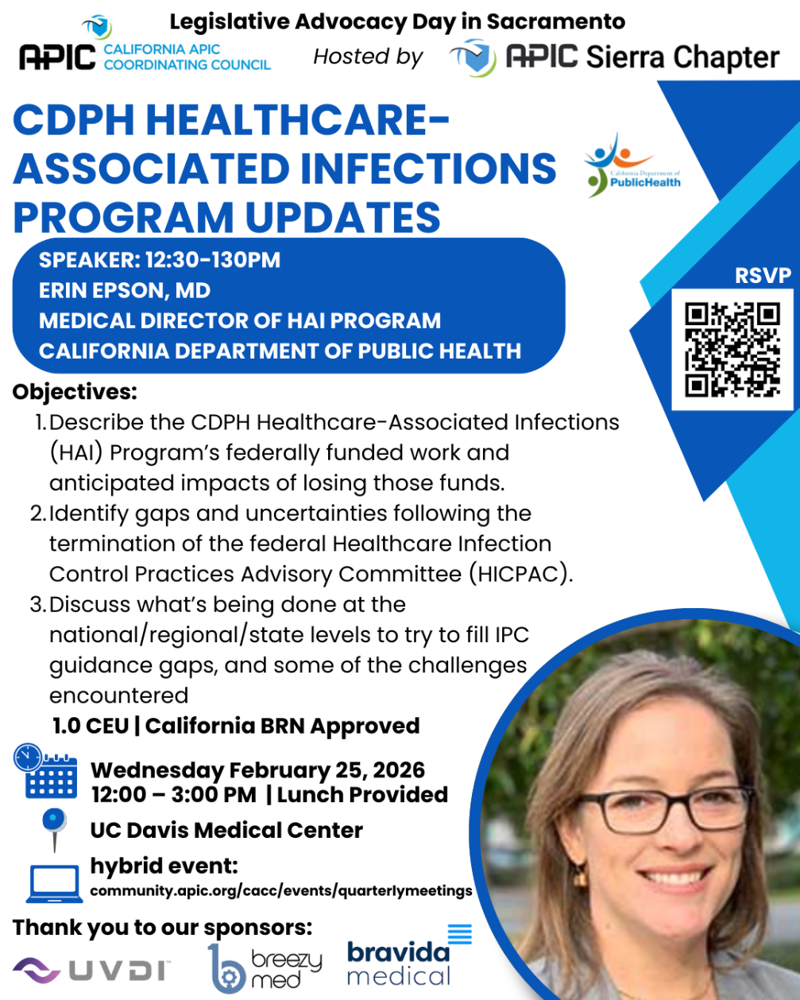 Legislative Advocacy Day in Sacramento
APIC CALIFORNIA APIC
COORDINATING COUNCIL
Hosted by
APIC Sierra Chapter
CDPH HEALTHCARE-
ASSOCIATED INFECTIONS
PROGRAM UPDATES
California Department of
PublicHealth
SPEAKER: 12:30-130PM
ERIN EPSON, MD
MEDICAL DIRECTOR OF HAI PROGRAM
CALIFORNIA DEPARTMENT OF PUBLIC HEALTH
RSVP
Objectives:
1. Describe the CDPH Healthcare-Associated Infections
(HAI) Program's federally funded work and
anticipated impacts of losing those funds.
2. Identify gaps and uncertainties following the
termination of the federal Healthcare Infection
Control Practices Advisory Committee (HICPAC).
3. Discuss what's being done at the
national/regional/state levels to try to fill IPC
guidance gaps, and some of the challenges
encountered
1.0 CEU | California BRN Approved
Wednesday February 25, 2026
12:00 – 3:00 PM | Lunch Provided
UC Davis Medical Center
hybrid event:
community.apic.org/cacc/events/quarterlymeetings
Thank you to our sponsors:
UVDI™
breezy
med
bravida
medical